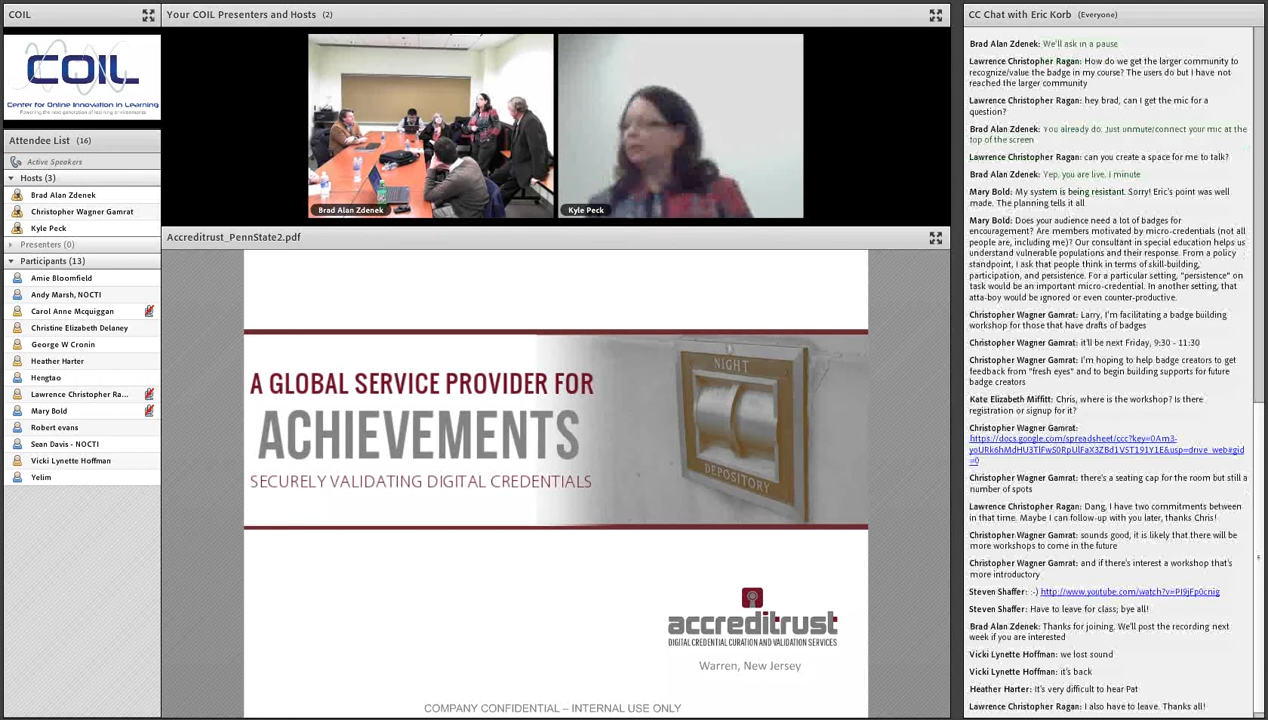 COIL
COIL
Center for Online Innovation in Learning
Powering the next generation of learning environments
Attendee List (16)
Active Speakers
Hosts (3)
Brad Alan Zdenek
Christopher Wagner Gamrat
Kyle Peck
Presenters (0)
Participants (13)
Amie Bloomfield
Andy Marsh, NOCTI
Carol Anne Mcquiggan
Christine Elizabeth Delaney
George W Cronin
Heather Harter
Hengtao
Lawrence Christopher Ra...
Mary Bold
Robert evans
Sean Davis - NOCTI
Vicki Lynette Hoffman
Yelim
Your COIL Presenters and Hosts (2)
Brad Alan Zdenek
Kyle Peck
Accreditrust_PennState2.pdf
A GLOBAL SERVICE PROVIDER FOR
ACHIEVEMENTS
SECURELY VALIDATING DIGITAL CREDENTIALS
NIGHT
DEPOSITORY
accreditrust
DIGITAL CREDENTIAL CURATION AND VALIDATION SERVICES
Warren, New Jersey
COMPANY CONFIDENTIAL – INTERNAL USE ONLY
CC Chat with Eric Korb (Everyone)
Brad Alan Zdenek: We'll ask in a pause
Lawrence Christopher Ragan: How do we get the larger community to
recognize/value the badge in my course? The users do but I have not
reached the larger community
Lawrence Christopher Ragan: hey brad, can I get the mic for a
question?
Brad Alan Zdenek: You already do. Just unmute/connect your mic at the
top of the screen
Lawrence Christopher Ragan: can you create a space for me to talk?
Brad Alan Zdenek: Yep, you are live. 1 minute
Mary Bold: My system is being resistant. Sorry! Eric's point was well
made. The planning tells it all
Mary Bold: Does your audience need a lot of badges for
encouragement? Are members motivated by micro-credentials (not all
people are, including me)? Our consultant in special education helps us
understand vulnerable populations and their response. From a policy
standpoint, I ask that people think in terms of skill-building,
participation, and persistence. For a particular setting, "persistence" on
task would be an important micro-credential. In another setting, that
atta-boy would be ignored or even counter-productive.
Christopher Wagner Gamrat: Larry, I'm facilitating a badge building
workshop for those that have drafts of badges
Christopher Wagner Gamrat: it'll be next Friday, 9:30 - 11:30
Christopher Wagner Gamrat: I'm hoping to help badge creators to get
feedback from "fresh eyes" and to begin building supports for future
badge creators
Kate Elizabeth Miffitt: Chris, where is the workshop? Is there
registration or signup for it?
Christopher Wagner Gamrat:
https://docs.google.com/spreadsheet/ccc?key=0Am3-
Christopher Wagner Gamrat: there's a seating cap for the room but still a
number of spots
Lawrence Christopher Ragan: Dang, I have two commitments between
in that time. Maybe I can follow-up with you later, thanks Chris!
Christopher Wagner Gamrat: sounds good, it is likely that there will be
more workshops to come in the future
Christopher Wagner Gamrat: and if there's interest a workshop that's
more introductory
Steven Shaffer: :-) http://www.youtube.com/watch?v=PI9jFp0cnig
Steven Shaffer: Have to leave for class; bye all!
Brad Alan Zdenek: Thanks for joining. We'll post the recording next
week if you are interested
Vicki Lynette Hoffman: we lost sound
Vicki Lynette Hoffman: it's back
Heather Harter: It's very difficult to hear Pat
Lawrence Christopher Ragan: I also have to leave. Thanks all!